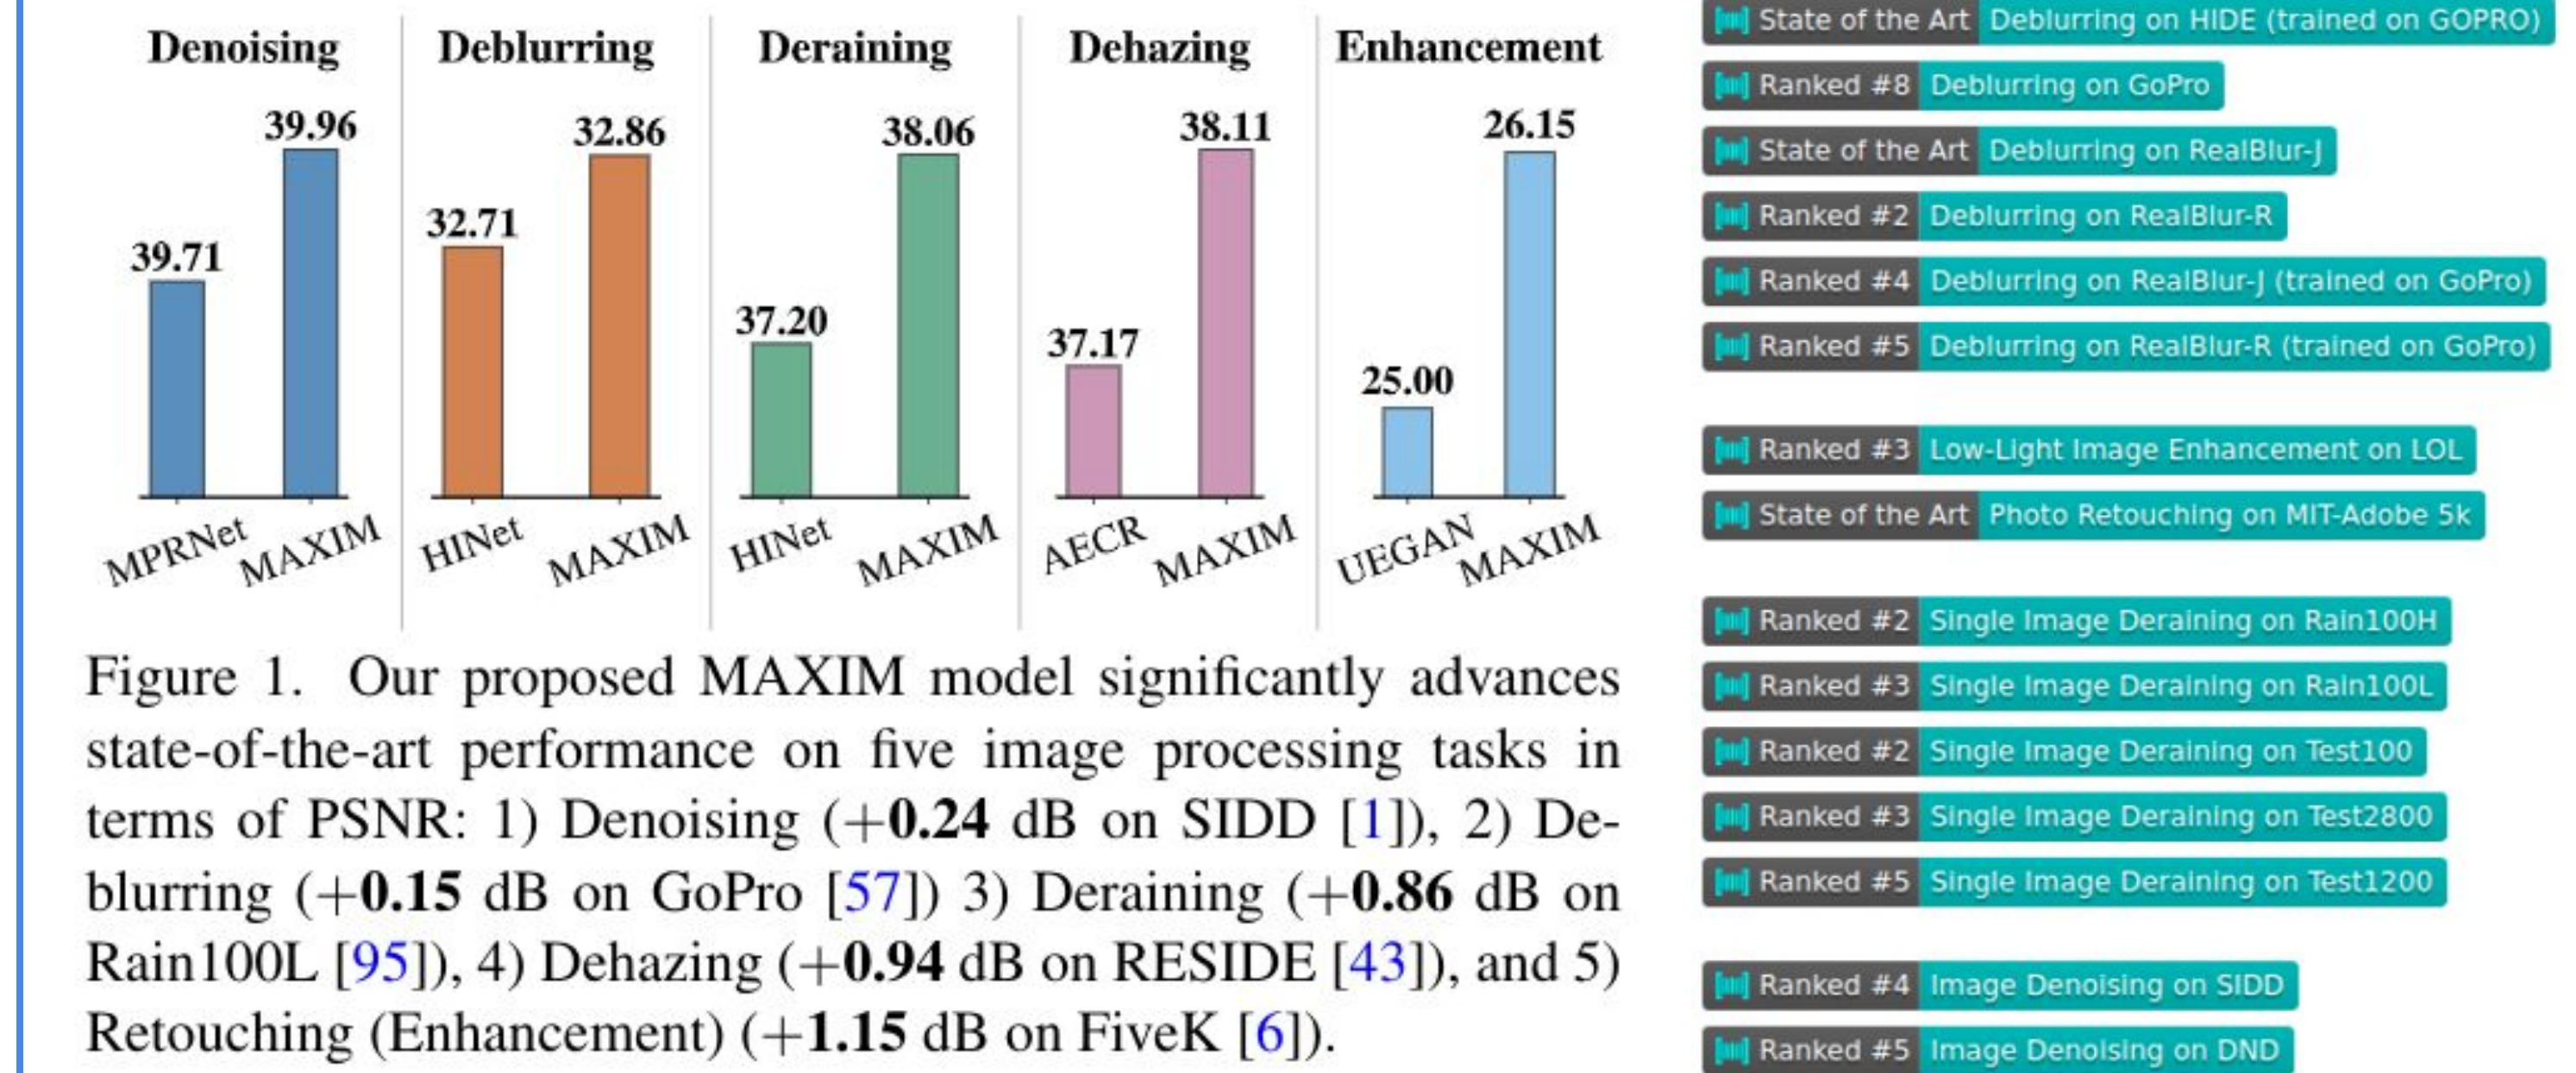 Denoising
39.71
39.96
MPRNet
MAXIM
Deblurring
32.71
32.86
HINet
MAXIM
Deraining
37.20
38.06
HINet
MAXIM
Dehazing
37.17
38.11
AECR
MAXIM
Enhancement
25.00
26.15
UEGAN
MAXIM
Figure 1. Our proposed MAXIM model significantly advances
state-of-the-art performance on five image processing tasks in
terms of PSNR: 1) Denoising (+0.24 dB on SIDD [1]), 2) De-
blurring (+0.15 dB on GoPro [57]) 3) Deraining (+0.86 dB on
Rain100L [95]), 4) Dehazing (+0.94 dB on RESIDE [43]), and 5)
Retouching (Enhancement) (+1.15 dB on FiveK [6]).
State of the Art Deblurring on HIDE (trained on GOPRO)
Ranked #8 Deblurring on GoPro
State of the Art Deblurring on RealBlur-J
Ranked #2 Deblurring on RealBlur-R
Ranked #4 Deblurring on RealBlur-J (trained on GoPro)
Ranked #5 Deblurring on RealBlur-R (trained on GoPro)
Ranked #3 Low-Light Image Enhancement on LOL
State of the Art Photo Retouching on MIT-Adobe 5k
Ranked #2 Single Image Deraining on Rain100H
Ranked #3 Single Image Deraining on Rain100L
Ranked #2 Single Image Deraining on Test100
Ranked #3 Single Image Deraining on Test2800
Ranked #5 Single Image Deraining on Test1200
Ranked #4 Image Denoising on SIDD
Ranked #5 Image Denoising on DND